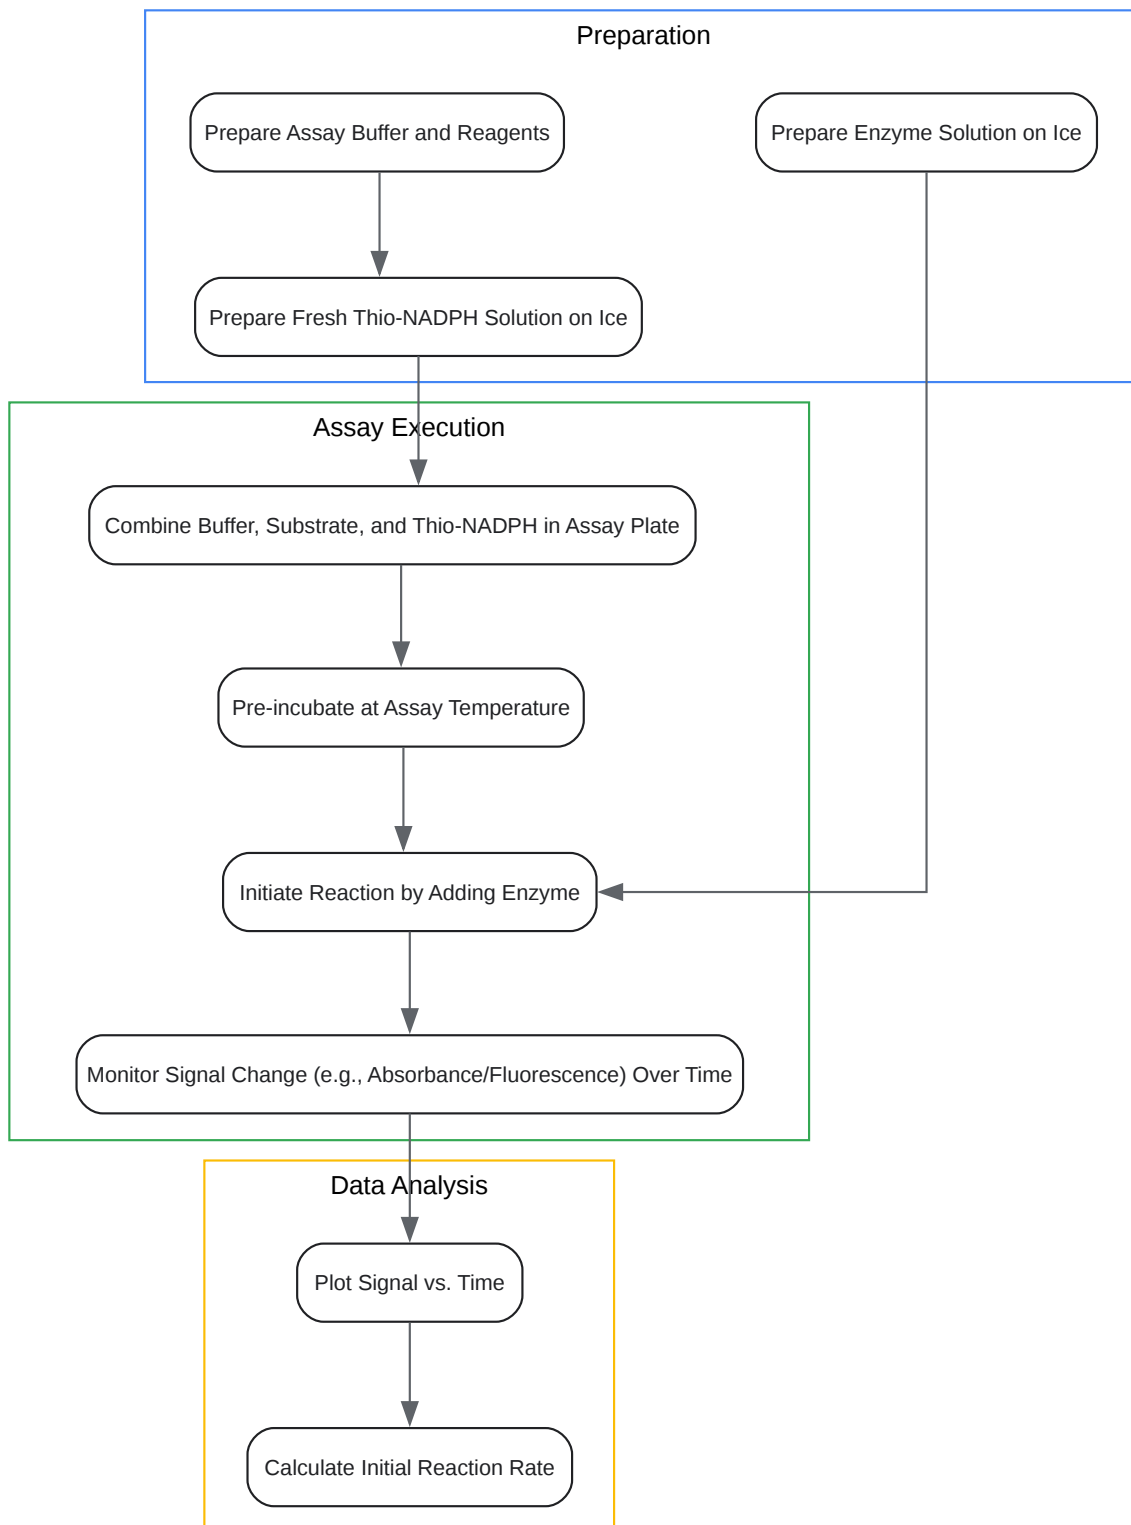 Preparation
Prepare Assay Buffer and Reagents
Prepare Enzyme Solution on Ice
Prepare Fresh Thio-NADPH Solution on Ice
Assay Execution
Combine Buffer, Substrate, and Thio-NADPH in Assay Plate
Pre-incubate at Assay Temperature
Initiate Reaction by Adding Enzyme
Monitor Signal Change (e.g., Absorbance/Fluorescence) Over Time
Data Analysis
Plot Signal vs. Time
Calculate Initial Reaction Rate